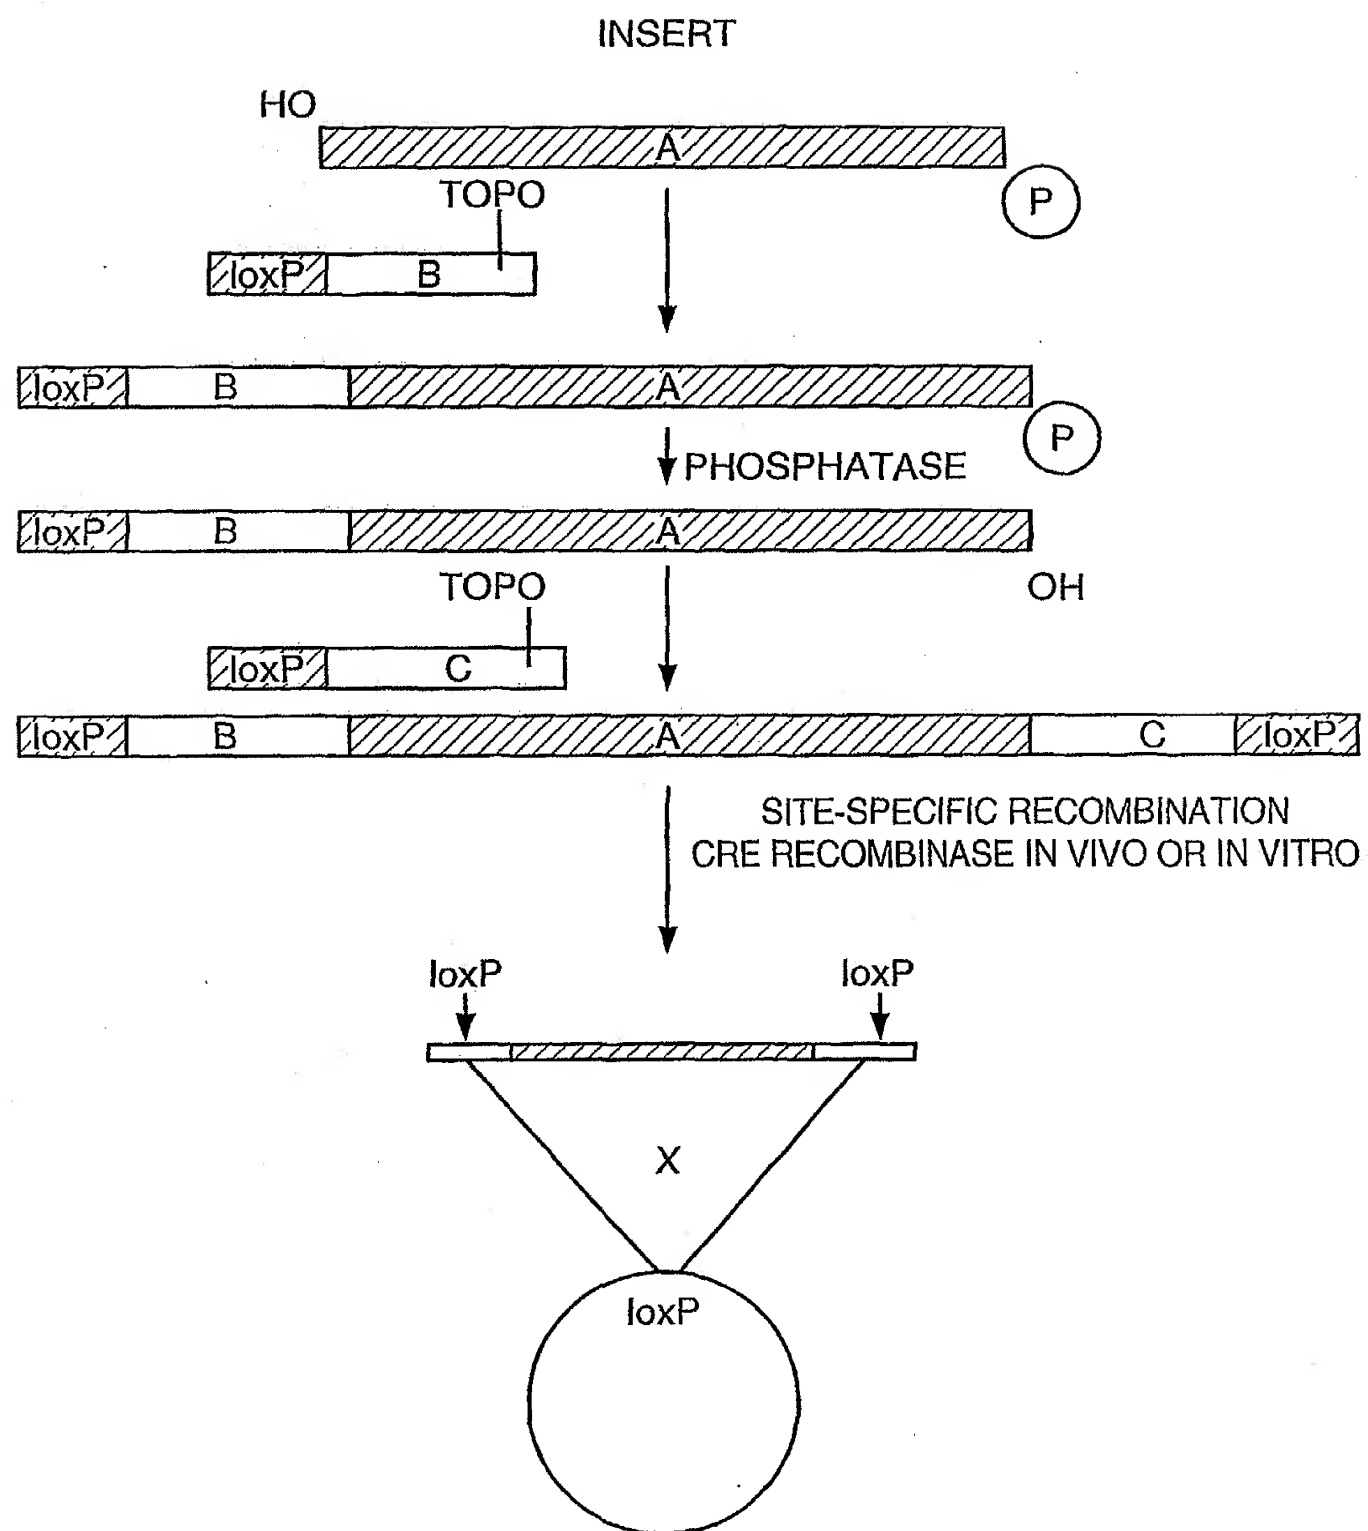 INSERT
HO
A
TOPO
P
loxP B
loxP B A
P
PHOSPHATASE
loxP B A
TOPO
OH
loxP C
loxP B A C loxP
SITE-SPECIFIC RECOMBINATION
CRE RECOMBINASE IN VIVO OR IN VITRO
loxP loxP
X
loxP